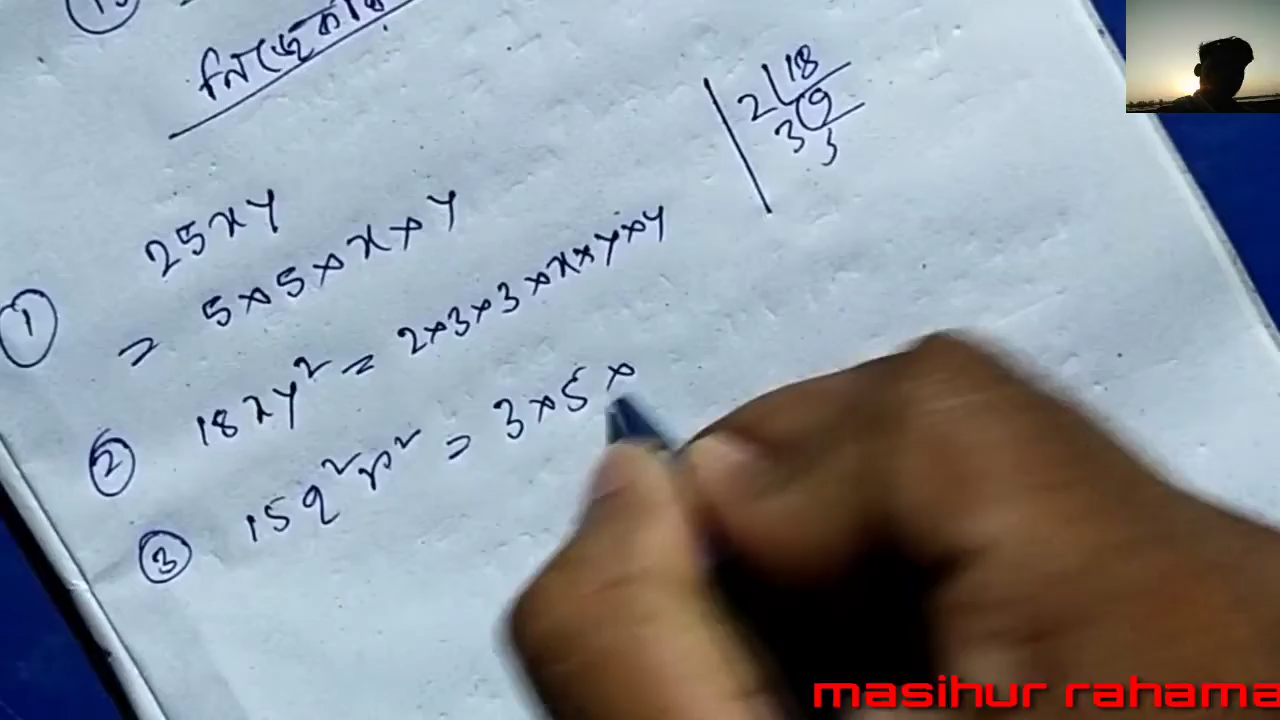 25xy
① = 5×5×x×y
② 18xy² = 2×3×3×x×y×y
③ 15q²p² = 3×5×
2 18
3 9
3
masihur rahama